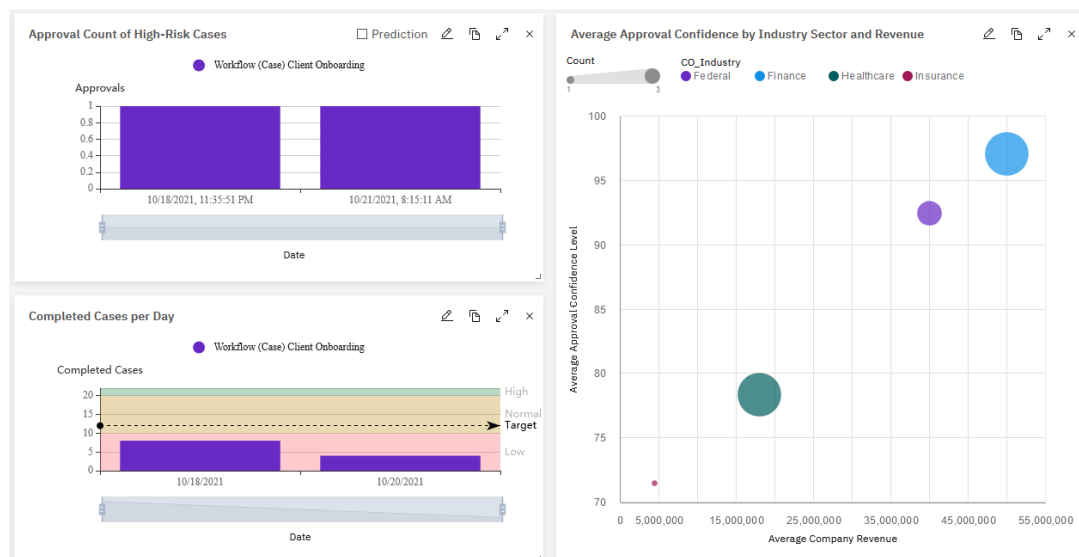 Approval Count of High-Risk Cases
Prediction
Workflow (Case) Client Onboarding
Approvals
1
0.8
0.6
0.4
0.2
0
10/18/2021, 11:35:51 PM
10/21/2021, 8:15:11 AM
Date
Completed Cases per Day
Workflow (Case) Client Onboarding
Completed Cases
20
15
10
5
0
High
Normal
Target
Low
10/18/2021
10/20/2021
Date
Average Approval Confidence by Industry Sector and Revenue
Count
1
3
CO_Industry
Federal
Finance
Healthcare
Insurance
Average Approval Confidence Level
100
95
90
85
80
75
70
0
5,000,000
15,000,000
25,000,000
35,000,000
45,000,000
55,000,000
Average Company Revenue